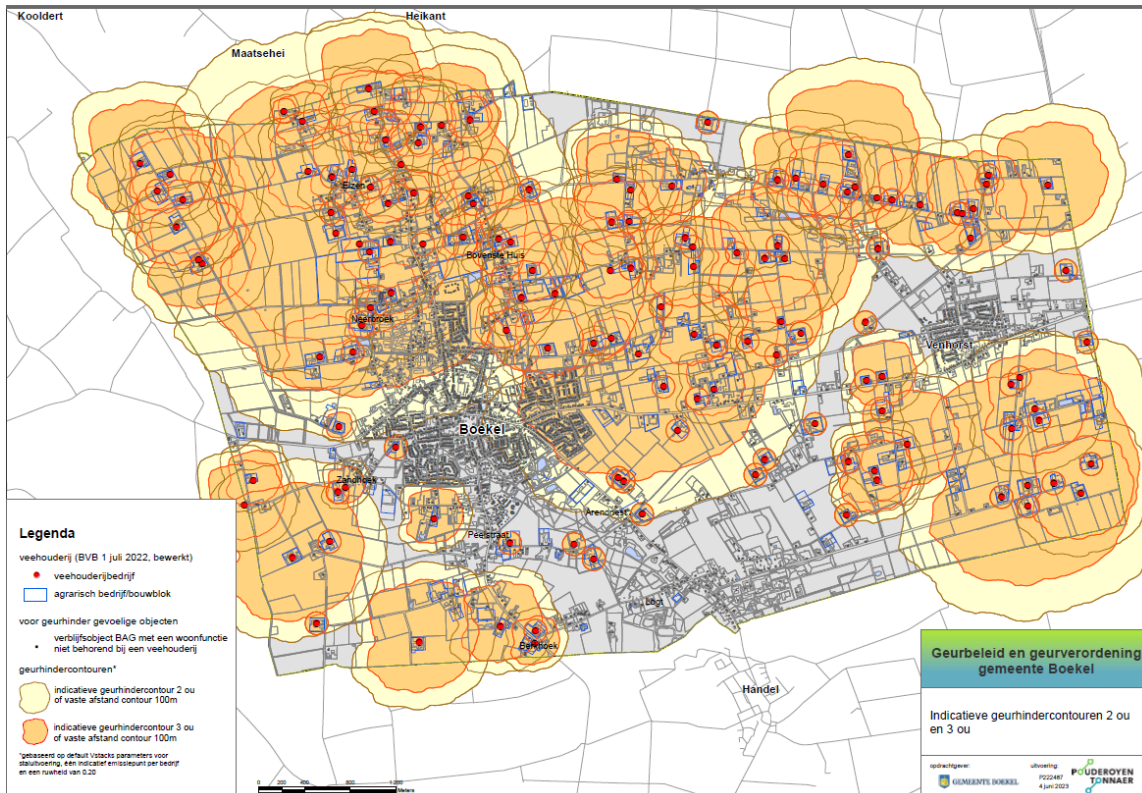 Kooldert
Heikant
Maatsehei
Elzen
Bovenste Huis
Neerbroek
Venhorst
Boekel
Zandhoek
Arendnest
Peelstraat
Logt
Berkhoek
Handel
Legenda
veehouderij (BVB 1 juli 2022, bewerkt)
veehouderijbedrijf
agrarisch bedrijf/bouwblok
voor geurhinder gevoelige objecten
verblijfsobject BAG met een woonfunctie
niet behorend bij een veehouderij
geurhindercontouren*
indicatieve geurhindercontour 2 ou
of vaste afstand contour 100m
indicatieve geurhindercontour 3 ou
of vaste afstand contour 100m
*gebaseerd op default Vstacks parameters voor
staluitvoering, één indicatief emissiepunt per bedrijf
en een ruwheid van 0.20
0 200 400 800 1.200
Meters
Geurbeleid en geurverordening
gemeente Boekel
Indicatieve geurhindercontouren 2 ou
en 3 ou
opdrachtgever:
GEMEENTE BOEKEL
uitvoering:
P222487
4 juni 2023
POUDEROYEN
TONNAER